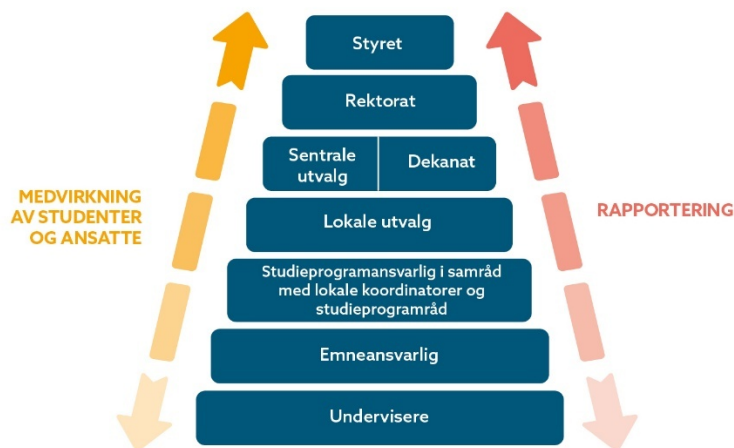 Styret
Rektorat
Sentrale
utvalg
Dekanat
MEDVIRKNING
AV STUDENTER
OG ANSATTE
RAPPORTERING
Lokale utvalg
Studieprogramansvarlig i samråd
med lokale koordinatorer og
studieprogramråd
Emneansvarlig
Undervisere